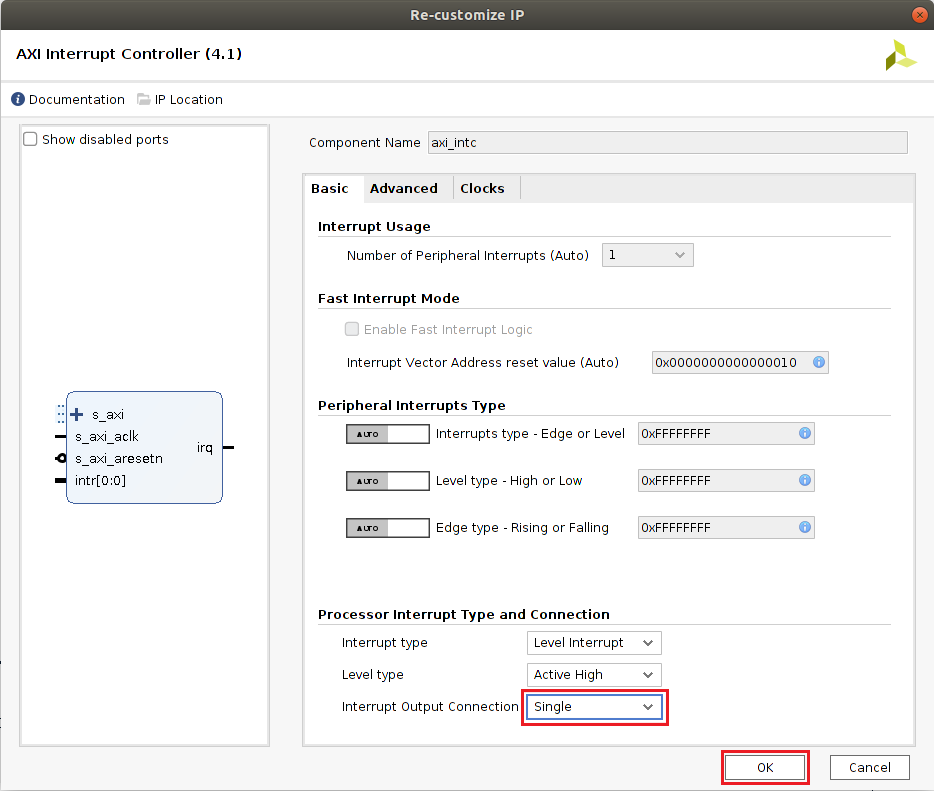 Re-customize IP
AXI Interrupt Controller (4.1)
Documentation IP Location
Show disabled ports
s_axi
s_axi_aclk
s_axi_aresetn
intr[0:0]
irq
Component Name axi_intc
Basic Advanced Clocks
Interrupt Usage
Number of Peripheral Interrupts (Auto) 1
Fast Interrupt Mode
Enable Fast Interrupt Logic
Interrupt Vector Address reset value (Auto) 0x0000000000000010
Peripheral Interrupts Type
AUTO Interrupts type - Edge or Level 0xFFFFFFFF
AUTO Level type - High or Low 0xFFFFFFFF
AUTO Edge type - Rising or Falling 0xFFFFFFFF
Processor Interrupt Type and Connection
Interrupt type Level Interrupt
Level type Active High
Interrupt Output Connection Single
OK Cancel